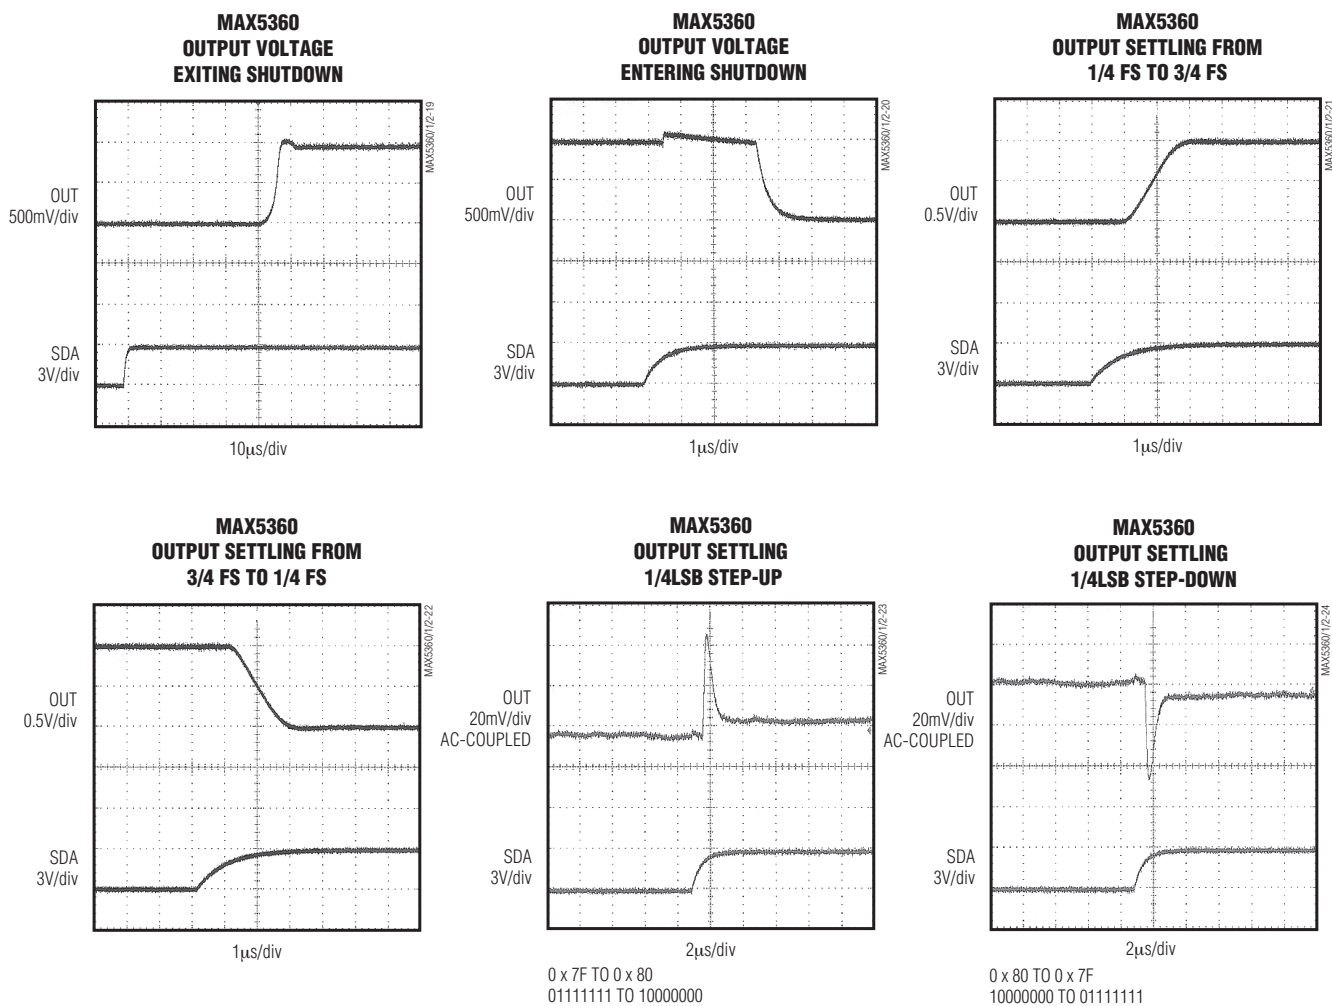 MAX5360
OUTPUT VOLTAGE
EXITING SHUTDOWN
MAX5360/1/2-19
OUT
500mV/div
SDA
3V/div
10µs/div
MAX5360
OUTPUT VOLTAGE
ENTERING SHUTDOWN
MAX5360/1/2-20
OUT
500mV/div
SDA
3V/div
1µs/div
MAX5360
OUTPUT SETTLING FROM
1/4 FS TO 3/4 FS
MAX5360/1/2-21
OUT
0.5V/div
SDA
3V/div
1µs/div
MAX5360
OUTPUT SETTLING FROM
3/4 FS TO 1/4 FS
MAX5360/1/2-22
OUT
0.5V/div
SDA
3V/div
1µs/div
MAX5360
OUTPUT SETTLING
1/4LSB STEP-UP
MAX5360/1/2-23
OUT
20mV/div
AC-COUPLED
SDA
3V/div
2µs/div
0 x 7F TO 0 x 80
01111111 TO 10000000
MAX5360
OUTPUT SETTLING
1/4LSB STEP-DOWN
MAX5360/1/2-24
OUT
20mV/div
AC-COUPLED
SDA
3V/div
2µs/div
0 x 80 TO 0 x 7F
10000000 TO 01111111